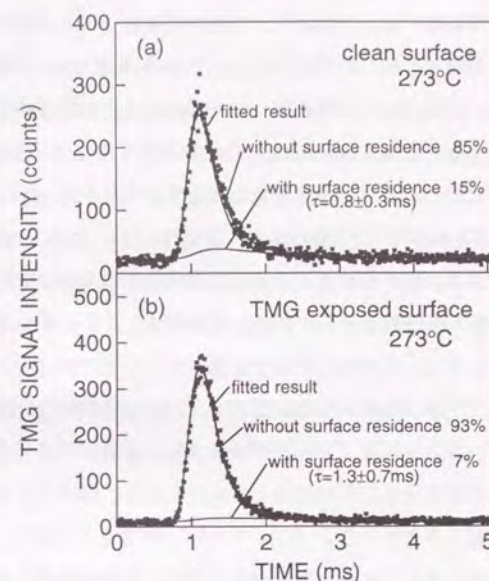 400
(a)
clean surface
273°C
300
fitted result
200
without surface residence 85%
with surface residence 15%
(τ=0.8±0.3ms)
100
0
TMG SIGNAL INTENSITY (counts)
500
(b)
TMG exposed surface
273°C
400
300
fitted result
without surface residence 93%
200
with surface residence 7%
(τ=1.3±0.7ms)
100
0
0 1 2 3 4 5
TIME (ms)